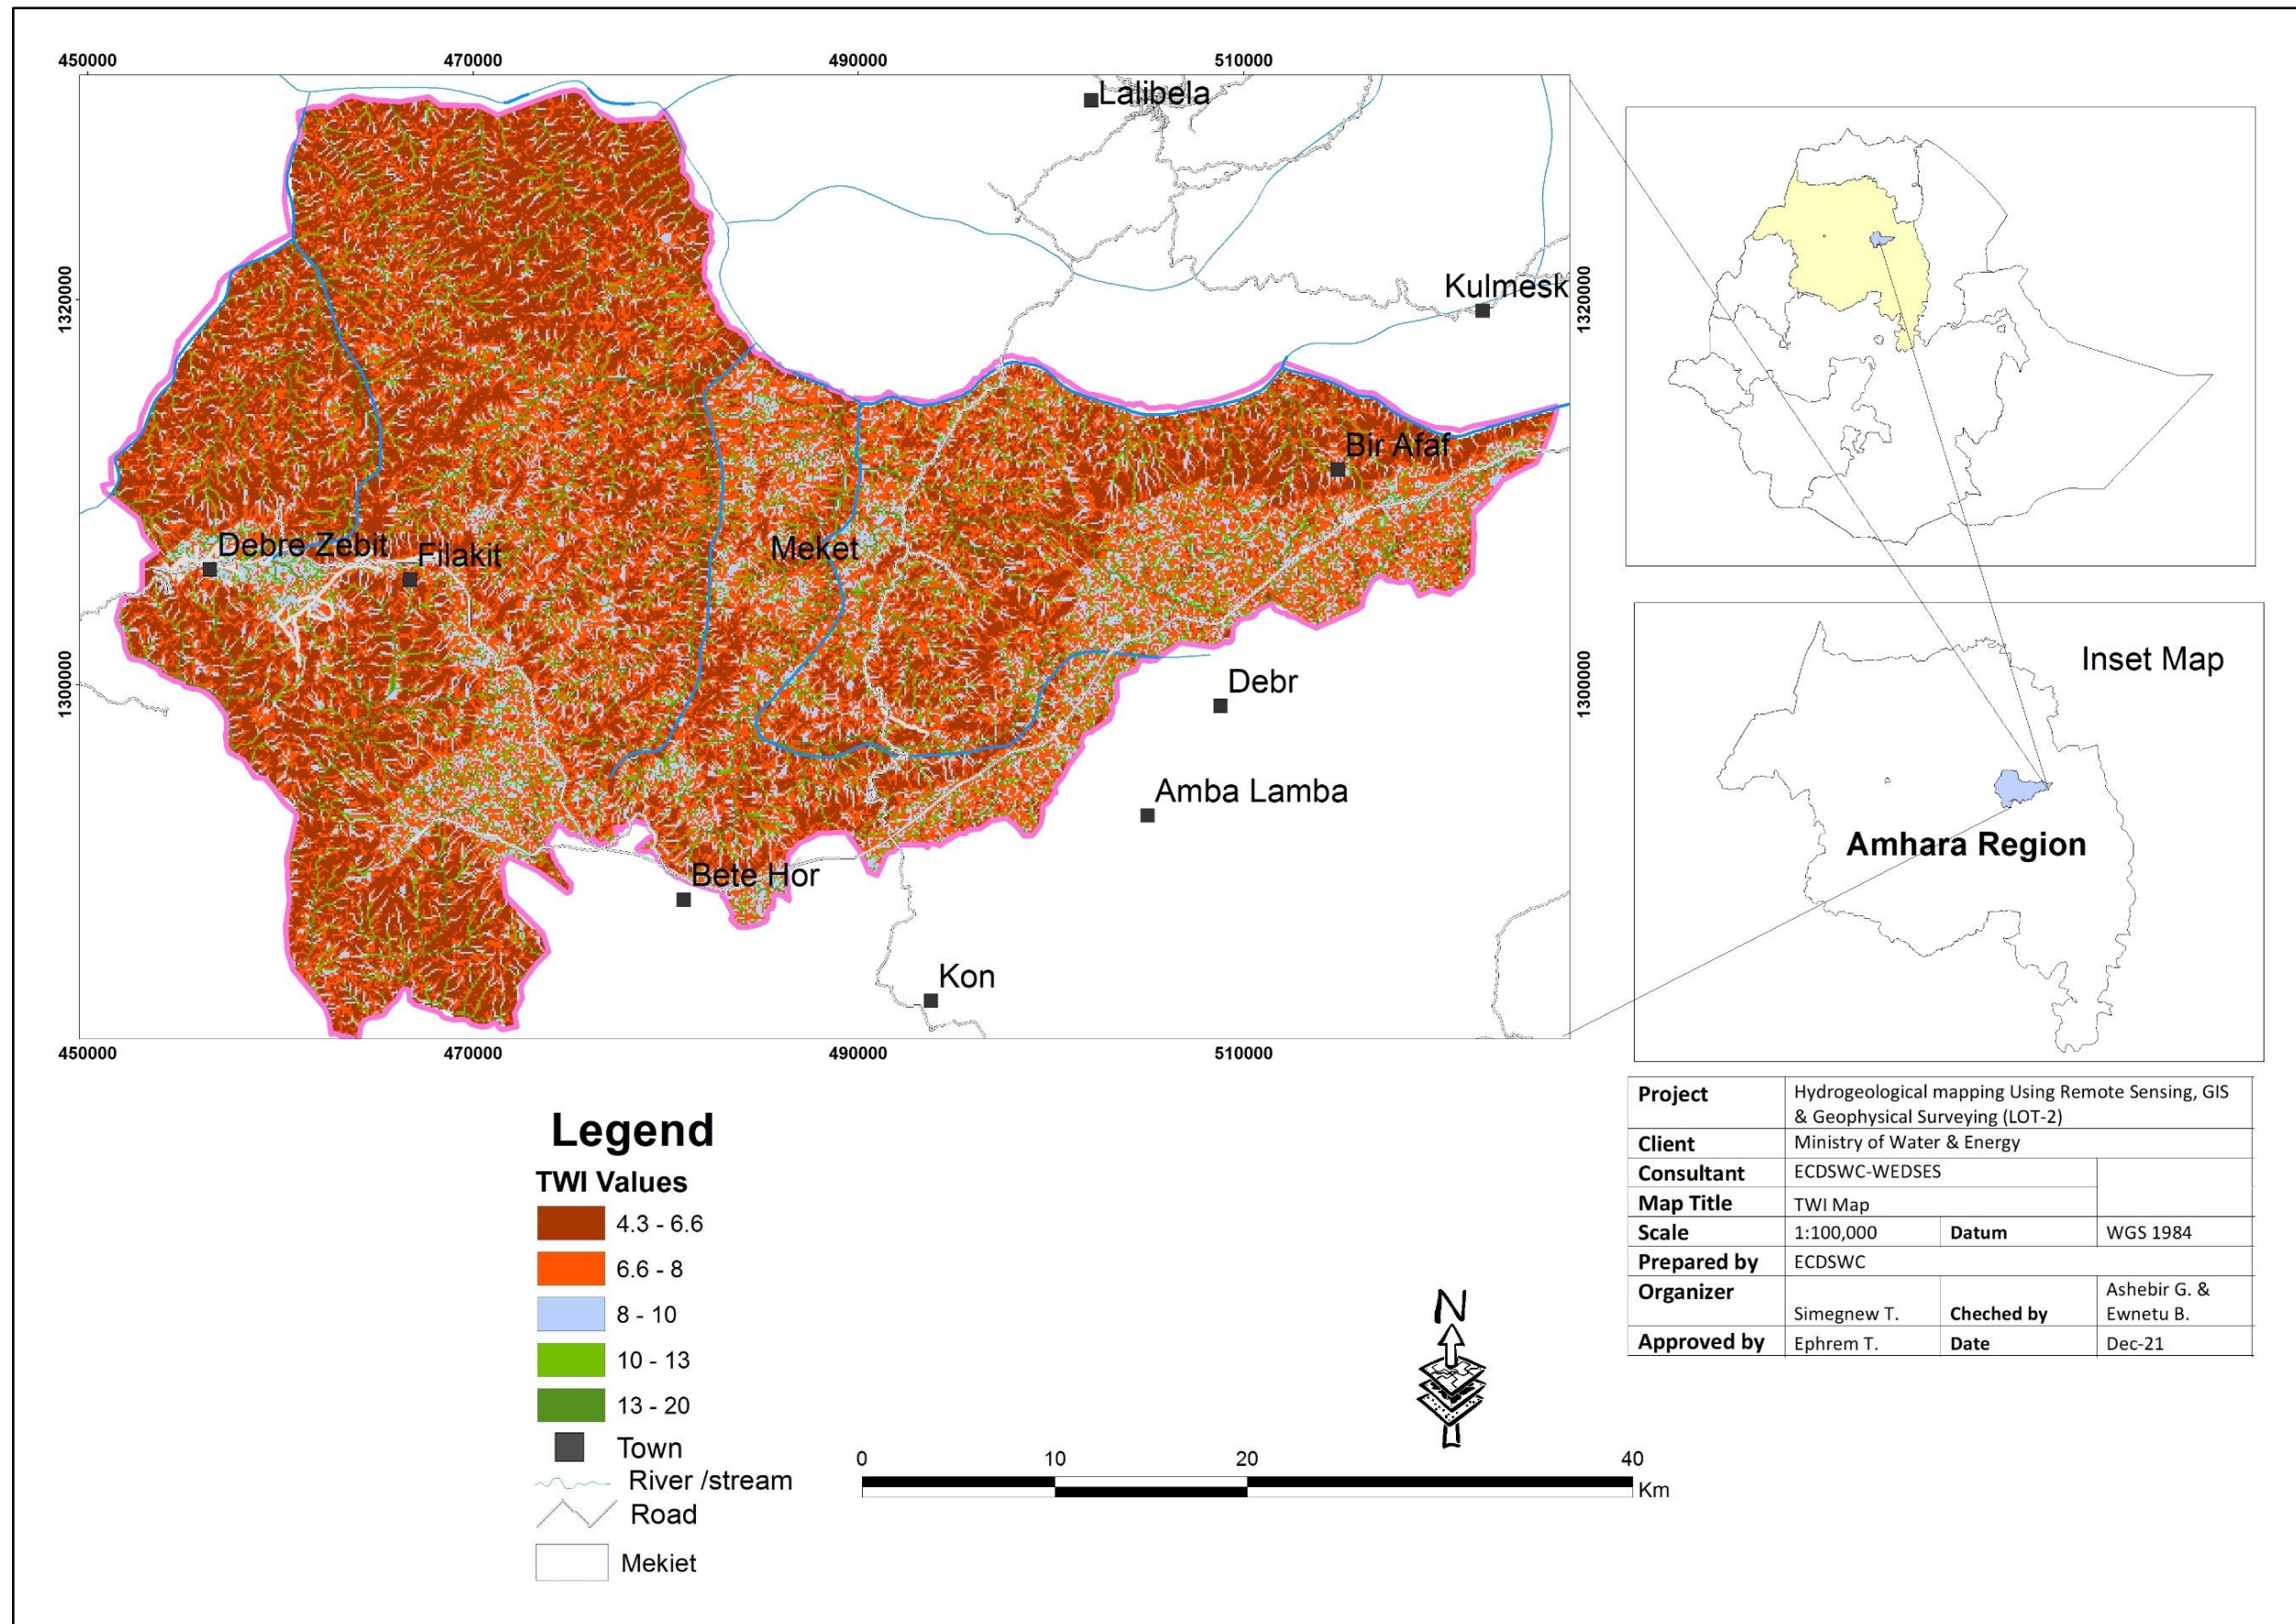 450000 470000 490000 510000
Lalibela
1320000 Kulmesk 1320000
Bir Afaf
Debre Zebit Filakit Meket
1300000 Debr 1300000
Amba Lamba
Bete Hor
Kon
450000 470000 490000 510000
Inset Map
Amhara Region
Legend
TWI Values
4.3 - 6.6
6.6 - 8
8 - 10
10 - 13
13 - 20
Town
River /stream
Road
Mekiet
N
0 10 20 40
Km
Project Hydrogeological mapping Using Remote Sensing, GIS
& Geophysical Surveying (LOT-2)
Client Ministry of Water & Energy
Consultant ECDSWC-WEDSES
Map Title TWI Map
Scale 1:100,000 Datum WGS 1984
Prepared by ECDSWC
Organizer Simegnew T. Cheched by Ashebir G. &
Ewnetu B.
Approved by Ephrem T. Date Dec-21